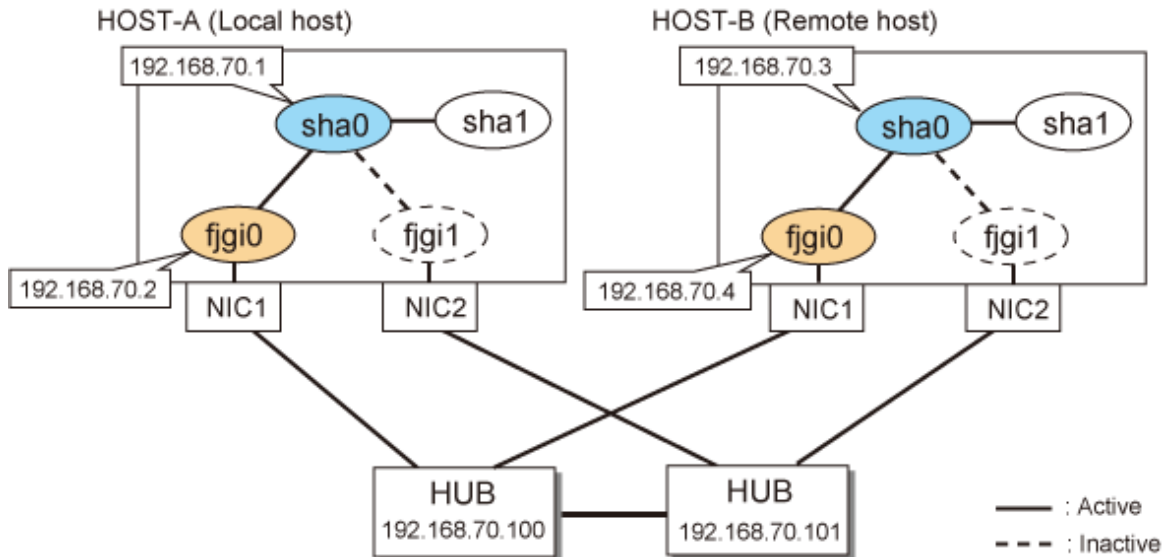 HOST-A (Local host)
HOST-B (Remote host)
192.168.70.1
sha0
sha1
fjgi0
fjgi1
192.168.70.2
NIC1
NIC2
192.168.70.3
sha0
sha1
fjgi0
fjgi1
192.168.70.4
NIC1
NIC2
HUB
192.168.70.100
HUB
192.168.70.101
: Active
: Inactive